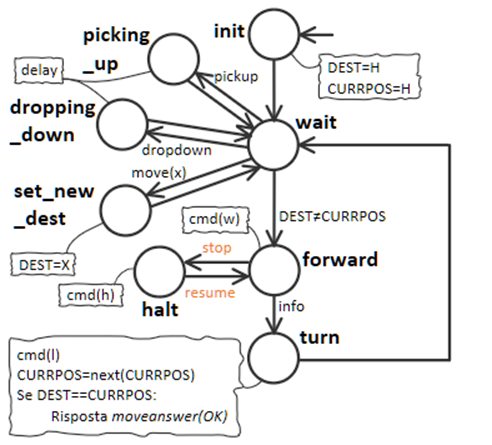 picking
_up
init
delay
pickup
DEST=H
CURRPOS=H
dropping
_down
wait
dropdown
move(x)
set_new
_dest
cmd(w)
DEST≠CURRPOS
stop
forward
DEST=X
cmd(h)
resume
halt
info
turn
cmd(l)
CURRPOS=next(CURRPOS)
Se DEST==CURRPOS:
Risposta moveanswer(OK)